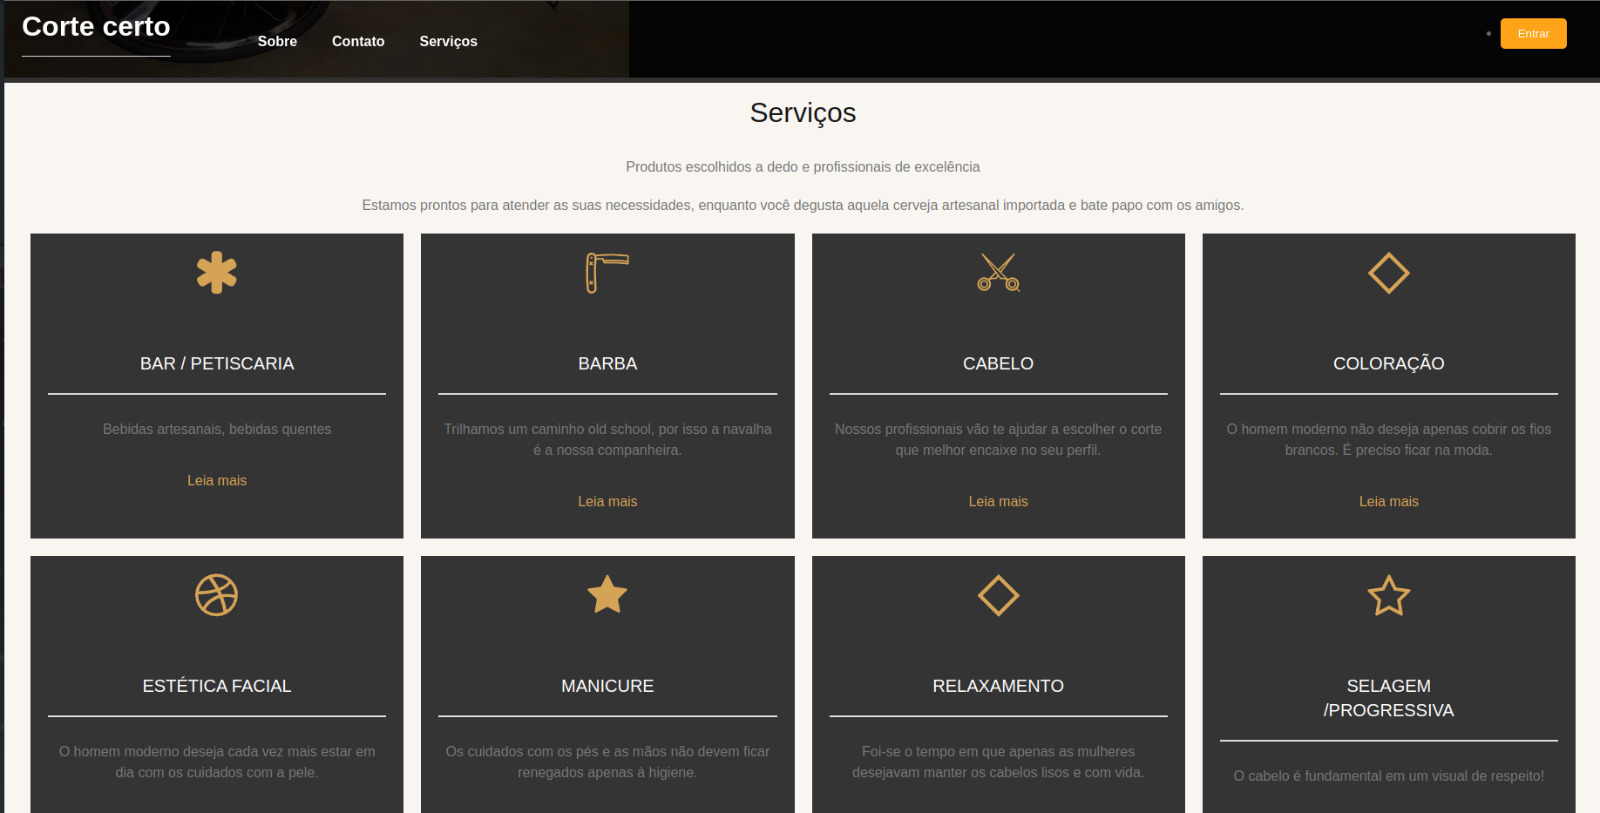 Corte certo
Sobre
Contato
Serviços
Entrar
Serviços
Produtos escolhidos a dedo e profissionais de excelência
Estamos prontos para atender as suas necessidades, enquanto você degusta aquela cerveja artesanal importada e bate papo com os amigos.
BAR / PETISCARIA
Bebidas artesanais, bebidas quentes
Leia mais
BARBA
Trilhamos um caminho old school, por isso a navalha
é a nossa companheira.
Leia mais
CABELO
Nossos profissionais vão te ajudar a escolher o corte
que melhor encaixe no seu perfil.
Leia mais
COLORAÇÃO
O homem moderno não deseja apenas cobrir os fios
brancos. É preciso ficar na moda.
Leia mais
ESTÉTICA FACIAL
O homem moderno deseja cada vez mais estar em
dia com os cuidados com a pele.
MANICURE
Os cuidados com os pés e as mãos não devem ficar
renegados apenas à higiene.
RELAXAMENTO
Foi-se o tempo em que apenas as mulheres
desejavam manter os cabelos lisos e com vida.
SELAGEM
/PROGRESSIVA
O cabelo é fundamental em um visual de respeito!